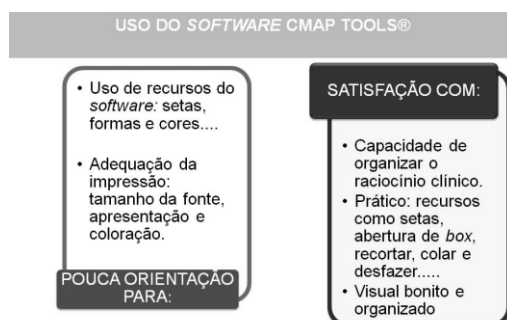 USO DO SOFTWARE CMAP TOOLS®
• Uso de recursos do
software: setas,
formas e cores....
• Adequação da
impressão:
tamanho da fonte,
apresentação e
coloração.
POUCA ORIENTAÇÃO
PARA:
SATISFAÇÃO COM:
• Capacidade de
organizar o
raciocínio clínico.
• Prático: recursos
como setas,
abertura de box,
recortar, colar e
desfazer.....
• Visual bonito e
organizado